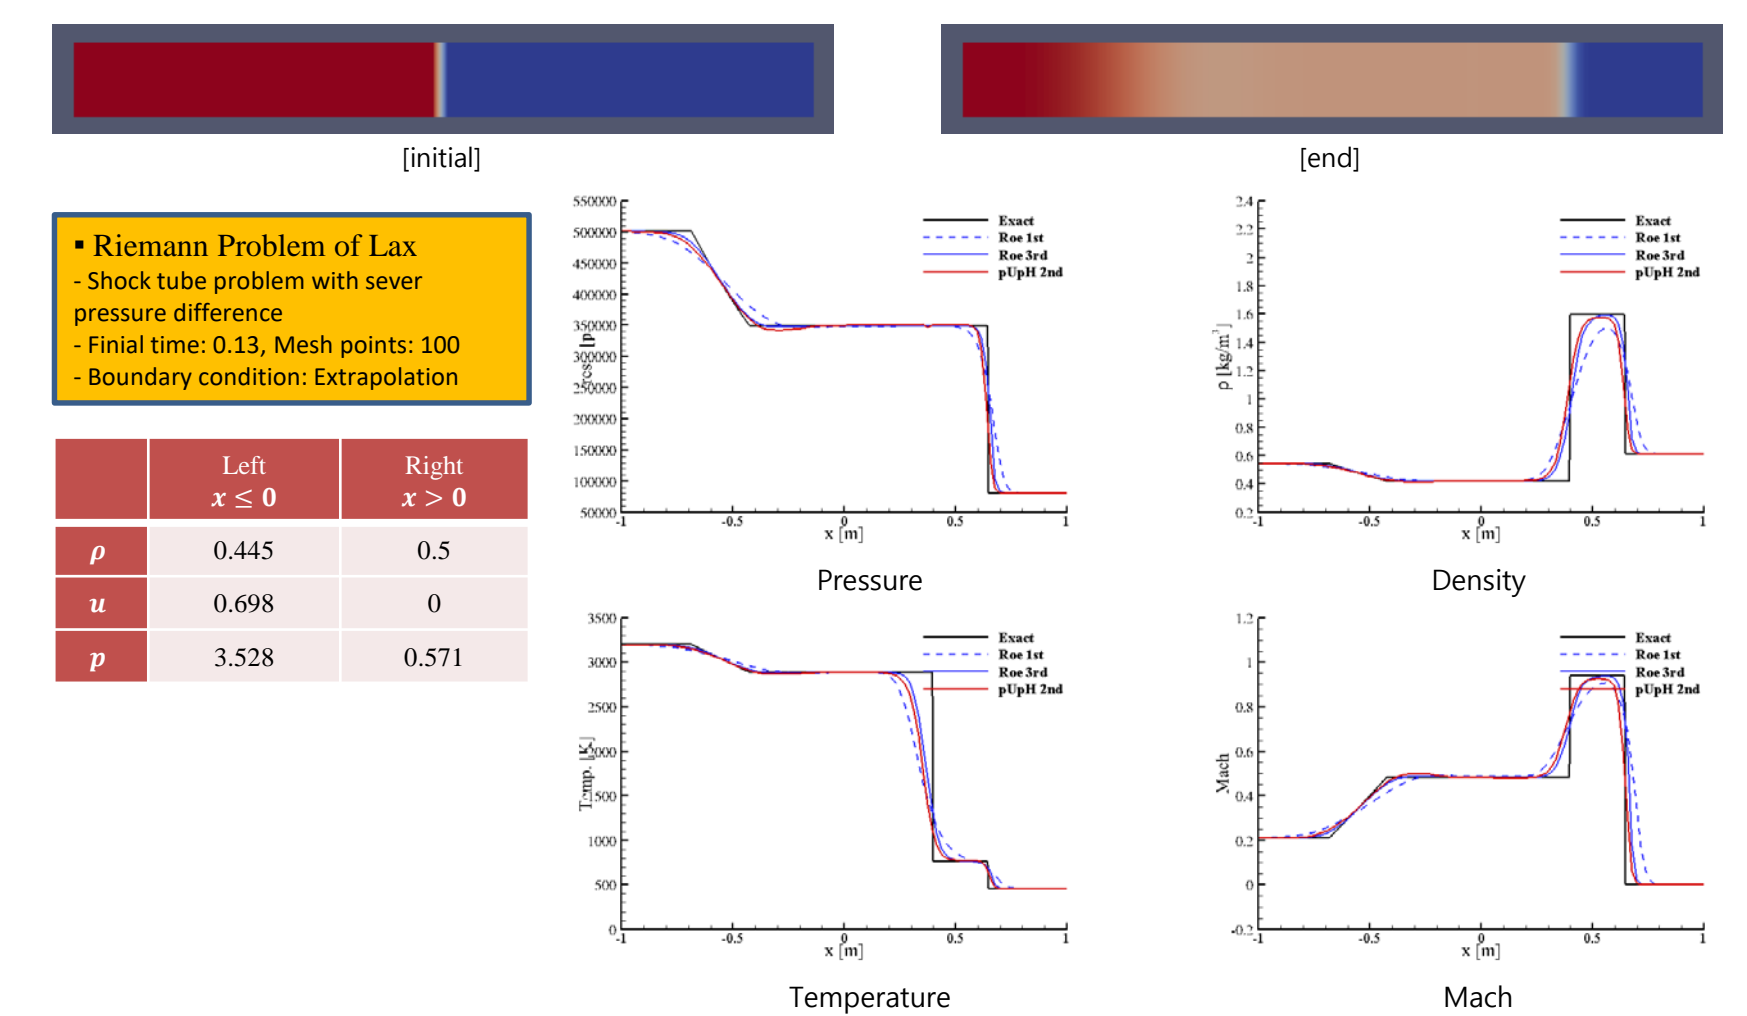 [initial]
[end]
▪ Riemann Problem of Lax
- Shock tube problem with sever
pressure difference
- Finial time: 0.13, Mesh points: 100
- Boundary condition: Extrapolation
Left Right
x ≤ 0 x > 0
ρ 0.445 0.5
u 0.698 0
p 3.528 0.571
550000
500000
450000
400000
350000
300000
250000
200000
150000
100000
50000
-1 -0.5 0 0.5 1
x [m]
Exact
Roe 1st
Roe 3rd
pUpH 2nd
Pressure
2.4
2.2
2
1.8
1.6
1.4
1.2
1
0.8
0.6
0.4
0.2
ρ [kg/m³]
-1 -0.5 0 0.5 1
x [m]
Exact
Roe 1st
Roe 3rd
pUpH 2nd
Density
3500
3000
2500
2000
1500
1000
500
0
Temp. [K]
-1 -0.5 0 0.5 1
x [m]
Exact
Roe 1st
Roe 3rd
pUpH 2nd
Temperature
1.2
1
0.8
0.6
0.4
0.2
0
-0.2
Mach
-1 -0.5 0 0.5 1
x [m]
Exact
Roe 1st
Roe 3rd
pUpH 2nd
Mach